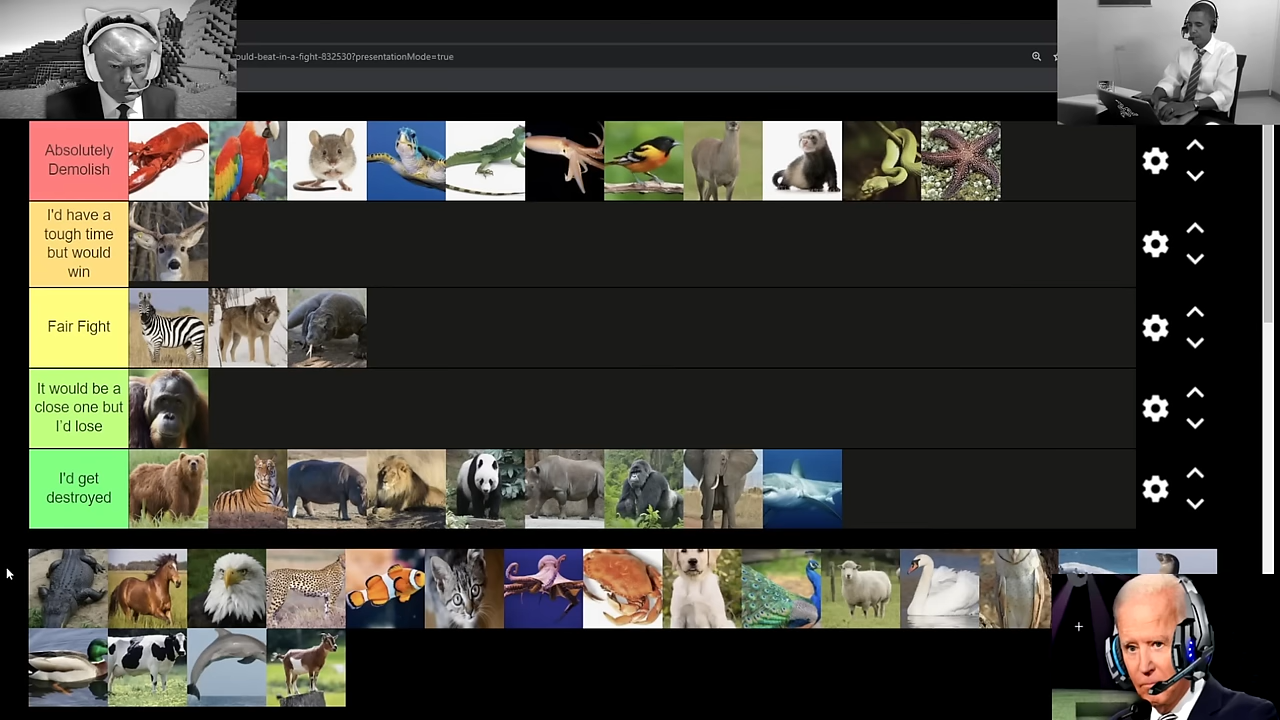 ould-beat-in-a-fight-832530?presentationMode=true
Absolutely
Demolish
I'd have a
tough time
but would
win
Fair Fight
It would be a
close one but
I'd lose
I'd get
destroyed